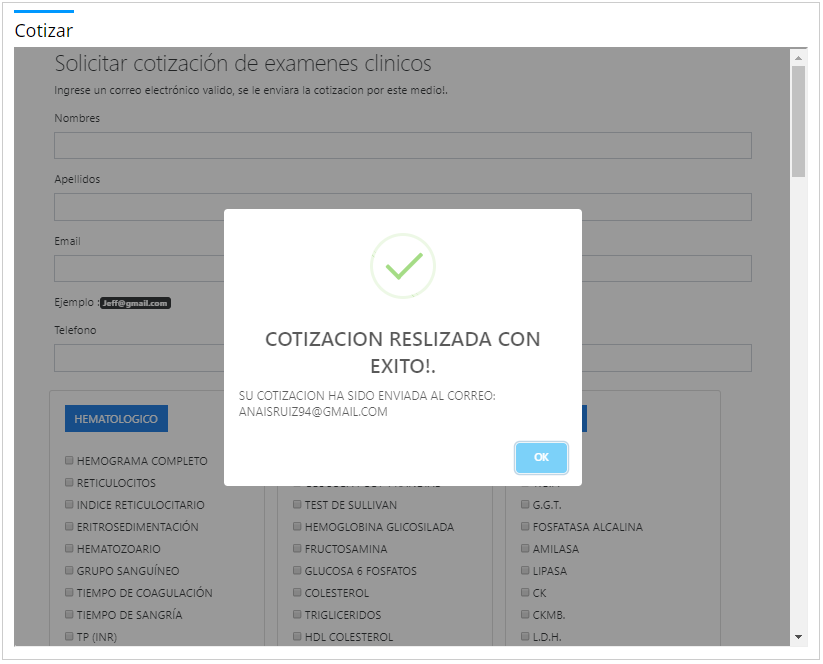 Cotizar
Solicitar cotización de examenes clinicos
Ingrese un correo electrónico valido, se le enviara la cotizacion por este medio!.
Nombres
Apellidos
Email
Ejemplo : Jeff@gmail.com
Telefono
COTIZACION RESLIZADA CON
EXITO!.
SU COTIZACION HA SIDO ENVIADA AL CORREO:
ANAISRUIZ94@GMAIL.COM
OK
HEMATOLOGICO
HEMOGRAMA COMPLETO
RETICULOCITOS
INDICE RETICULOCITARIO
ERITROSEDIMENTACIÓN
HEMATOZOARIO
GRUPO SANGUÍNEO
TIEMPO DE COAGULACIÓN
TIEMPO DE SANGRÍA
TP (INR)
TEST DE SULLIVAN
HEMOGLOBINA GLICOSILADA
FRUCTOSAMINA
GLUCOSA 6 FOSFATOS
COLESTEROL
TRIGLICERIDOS
HDL COLESTEROL
G.G.T.
FOSFATASA ALCALINA
AMILASA
LIPASA
CK
CKMB.
L.D.H.